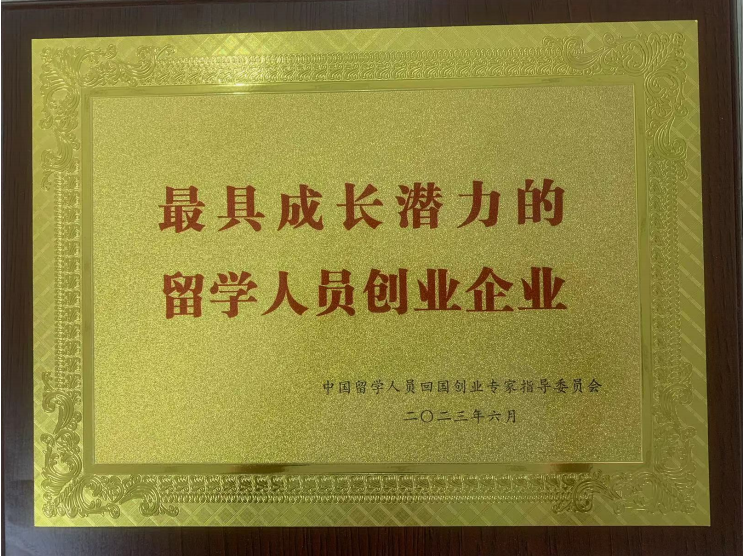 最具成长潜力的
留学人员创业企业
中国留学人员回国创业专家指导委员会
二〇二三年六月